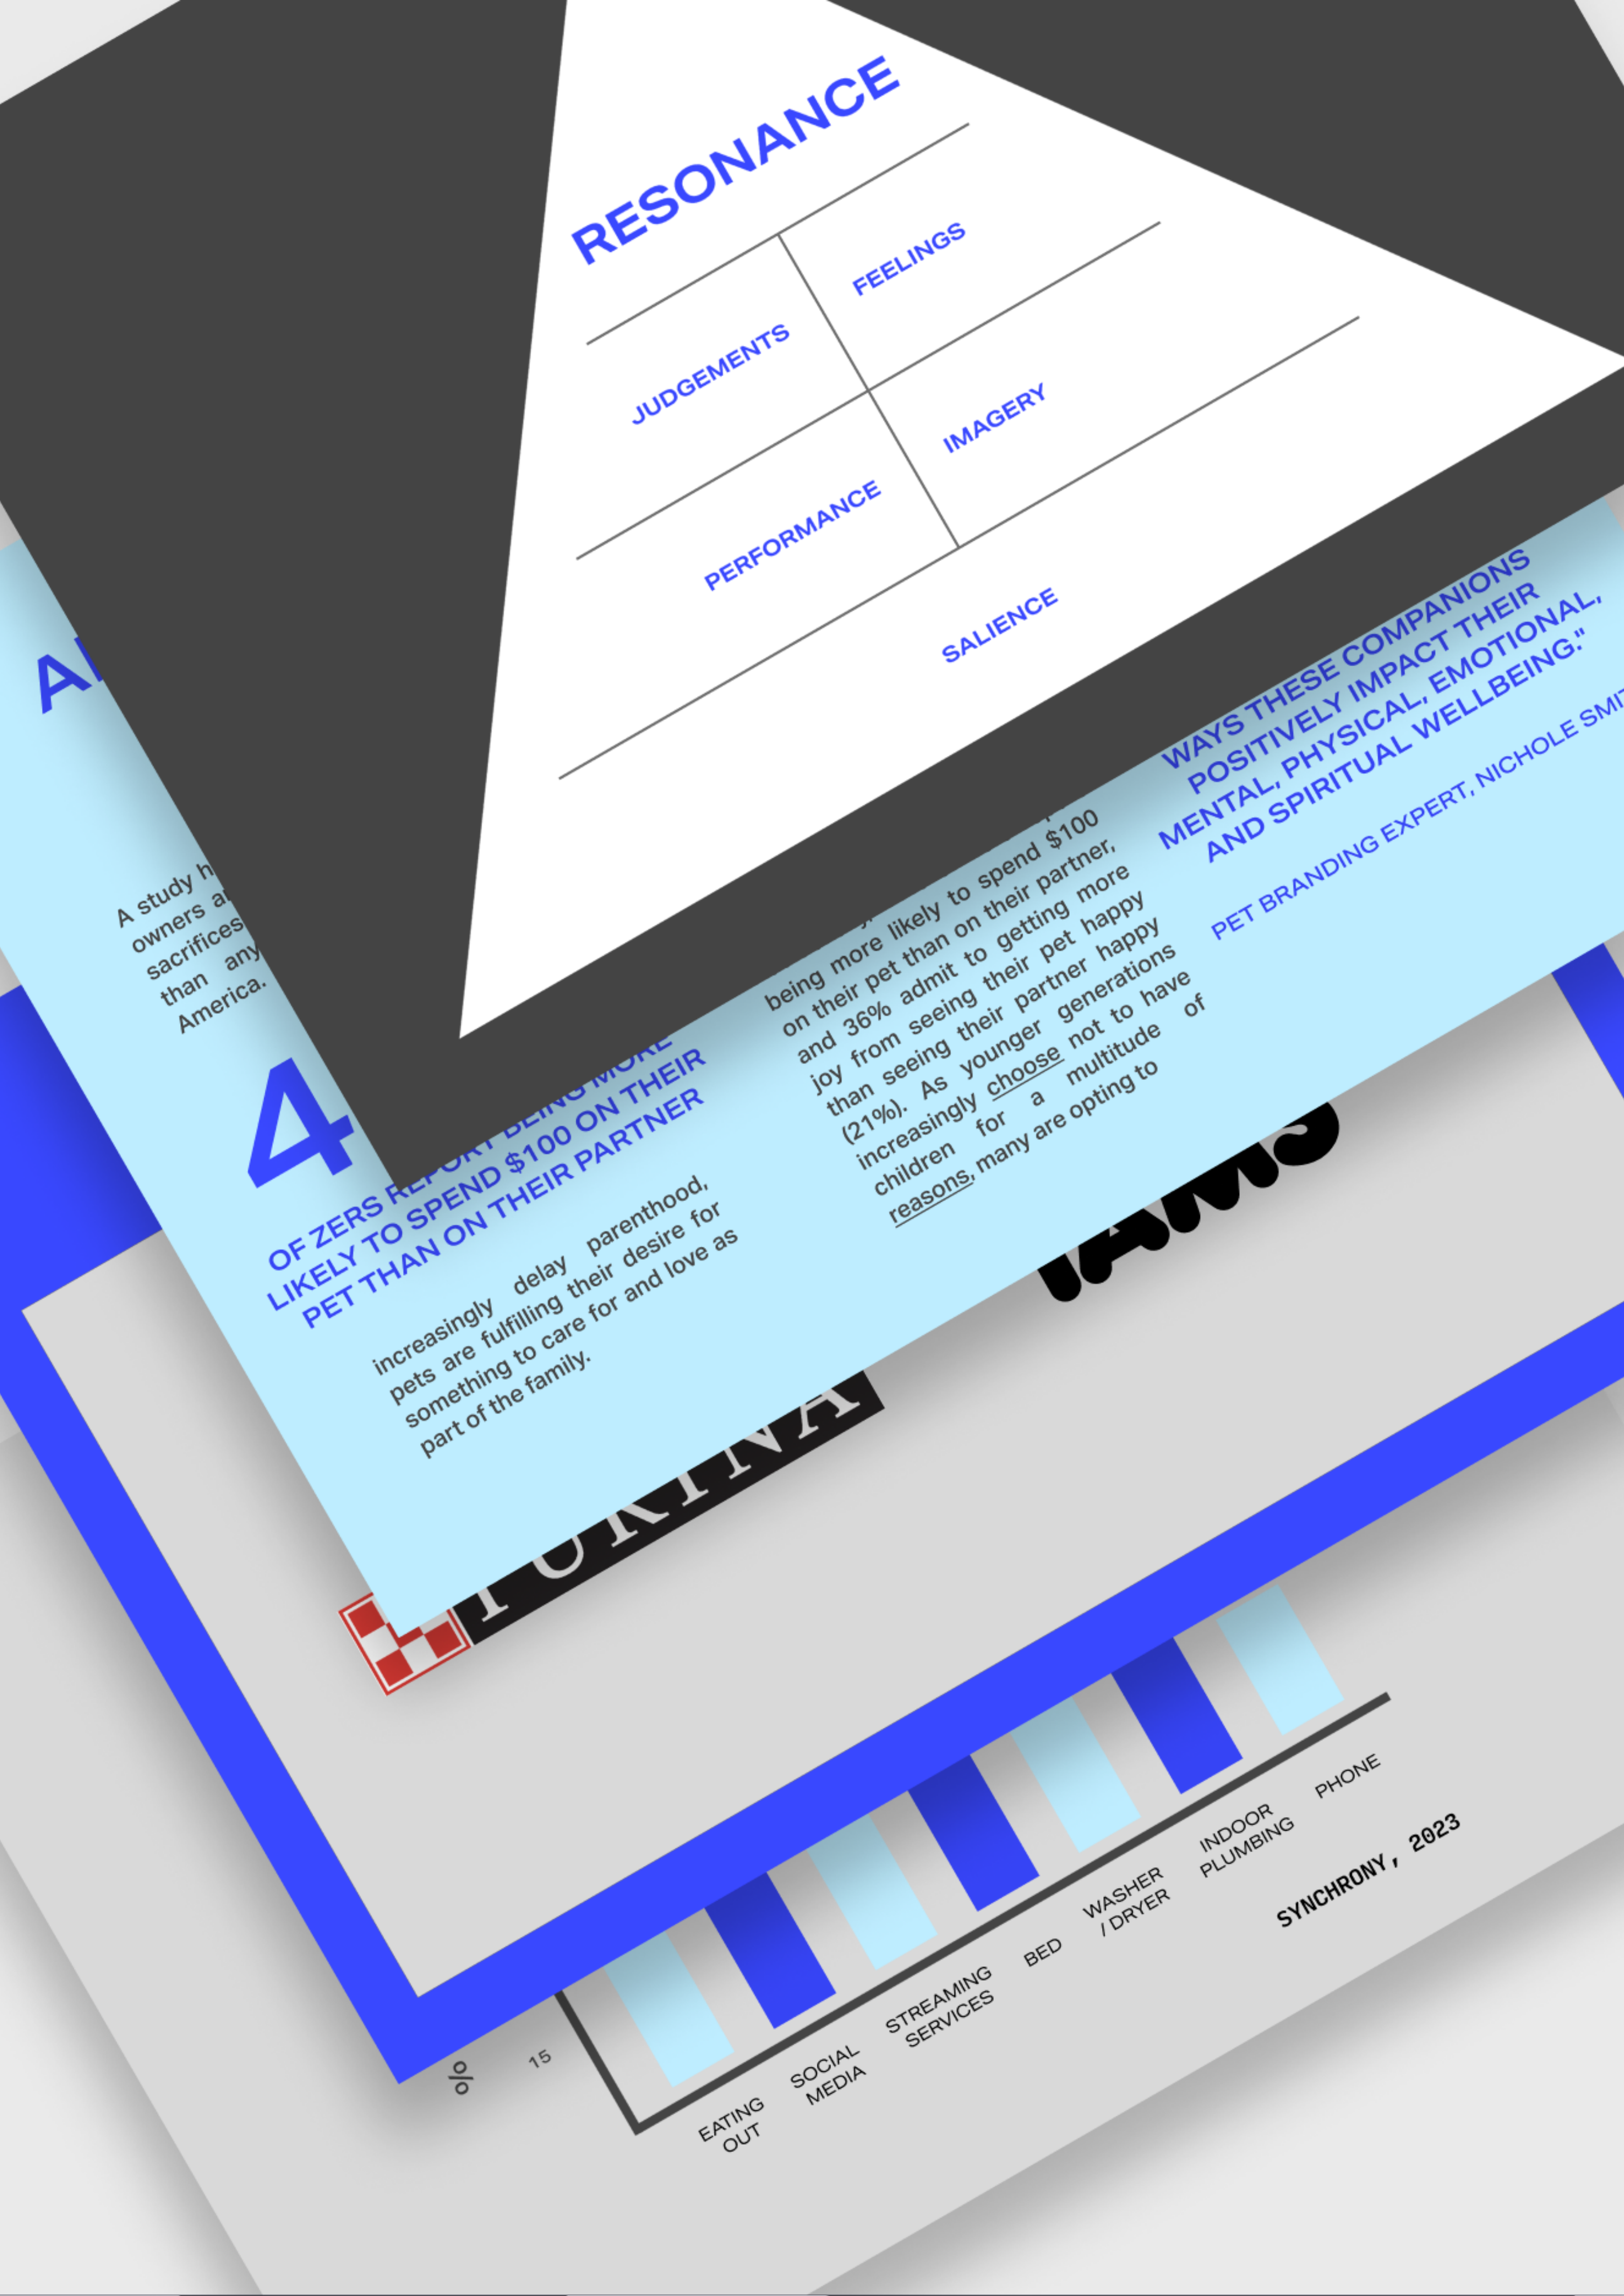 RESONANCE
JUDGEMENTS
FEELINGS
PERFORMANCE
IMAGERY
SALIENCE
A study
owners
sacrifices
than any
America.
4
OF ZERS REPORT BEING MORE
LIKELY TO SPEND $100 ON THEIR
PET THAN ON THEIR PARTNER
increasingly delay parenthood,
pets are fulfilling their desire for
something to care for and love as
part of the family.
being more likely to spend $100
on their pet than on their partner,
and 36% admit to getting more
joy from seeing their pet happy
than seeing their partner happy
(21%). As younger generations
increasingly choose not to have
children for a multitude of
reasons, many are opting to
WAYS THESE COMPANIONS
POSITIVELY IMPACT THEIR
MENTAL, PHYSICAL, EMOTIONAL,
AND SPIRITUAL WELLBEING."
PET BRANDING EXPERT, NICHOLE SMI
PURINA
IAMS
%
15
EATING
OUT
SOCIAL
MEDIA
STREAMING
SERVICES
BED
WASHER
/ DRYER
INDOOR
PLUMBING
PHONE
SYNCHRONY, 2023